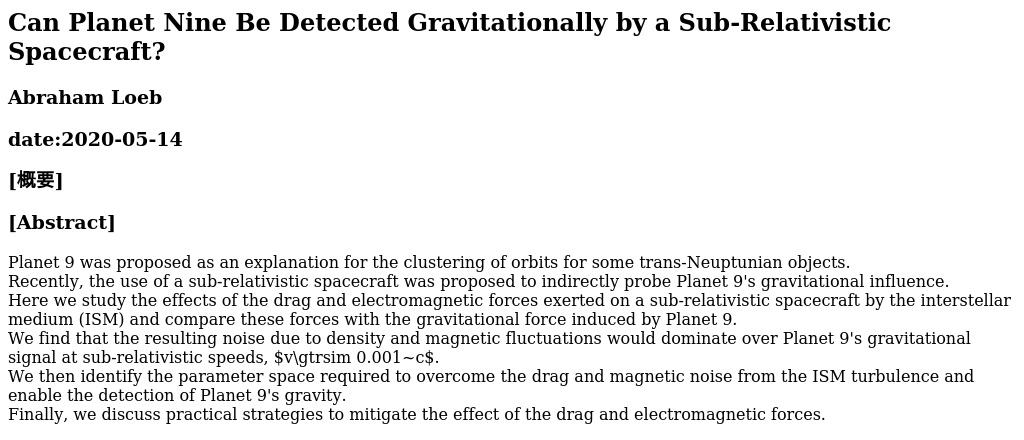 Can Planet Nine Be Detected Gravitationally by a Sub-Relativistic
Spacecraft?
Abraham Loeb
date:2020-05-14
[概要]
[Abstract]
Planet 9 was proposed as an explanation for the clustering of orbits for some trans-Neuptunian objects.
Recently, the use of a sub-relativistic spacecraft was proposed to indirectly probe Planet 9's gravitational influence.
Here we study the effects of the drag and electromagnetic forces exerted on a sub-relativistic spacecraft by the interstellar
medium (ISM) and compare these forces with the gravitational force induced by Planet 9.
We find that the resulting noise due to density and magnetic fluctuations would dominate over Planet 9's gravitational
signal at sub-relativistic speeds, $v\gtrsim 0.001~c$.
We then identify the parameter space required to overcome the drag and magnetic noise from the ISM turbulence and
enable the detection of Planet 9's gravity.
Finally, we discuss practical strategies to mitigate the effect of the drag and electromagnetic forces.